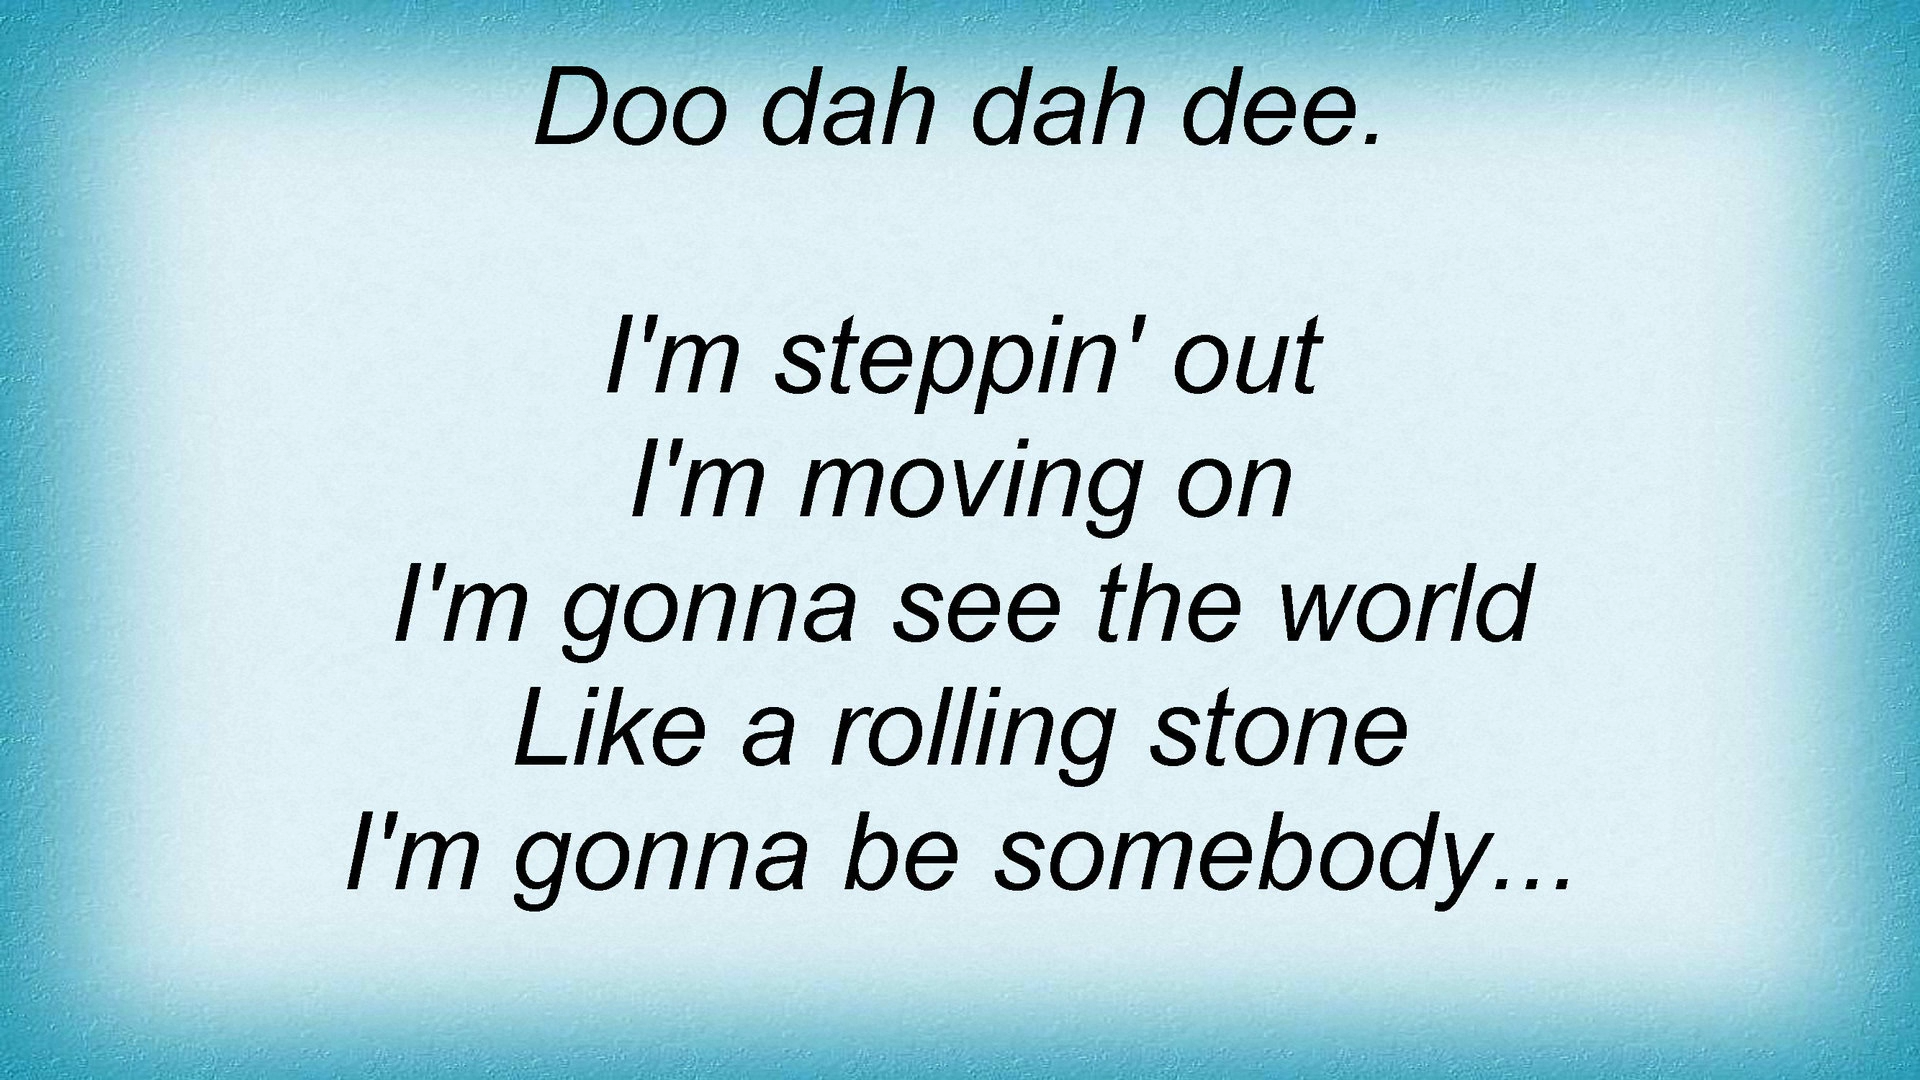 Doo dah dah dee.
I'm steppin' out
I'm moving on
I'm gonna see the world
Like a rolling stone
I'm gonna be somebody...